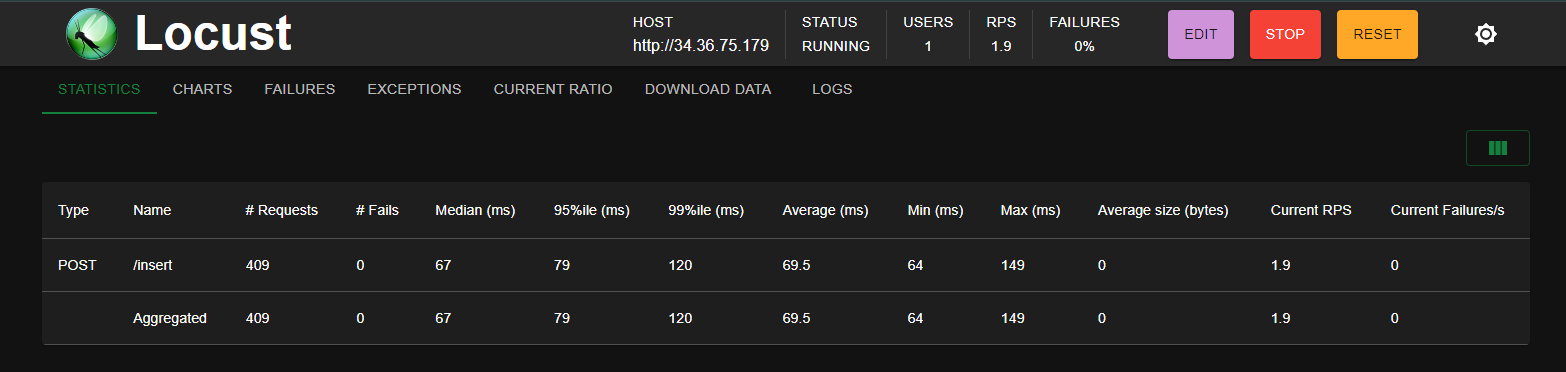 Locust
HOST
http://34.36.75.179
STATUS
RUNNING
USERS
1
RPS
1.9
FAILURES
0%
EDIT
STOP
RESET
STATISTICS CHARTS FAILURES EXCEPTIONS CURRENT RATIO DOWNLOAD DATA LOGS
Type Name # Requests # Fails Median (ms) 95%ile (ms) 99%ile (ms) Average (ms) Min (ms) Max (ms) Average size (bytes) Current RPS Current Failures/s
POST /insert 409 0 67 79 120 69.5 64 149 0 1.9 0
Aggregated 409 0 67 79 120 69.5 64 149 0 1.9 0